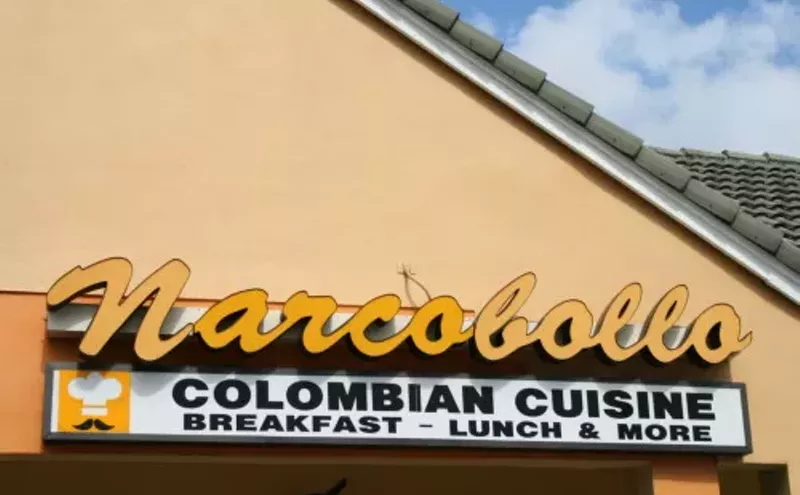 Narcobollo
COLOMBIAN CUISINE
BREAKFAST - LUNCH & MORE